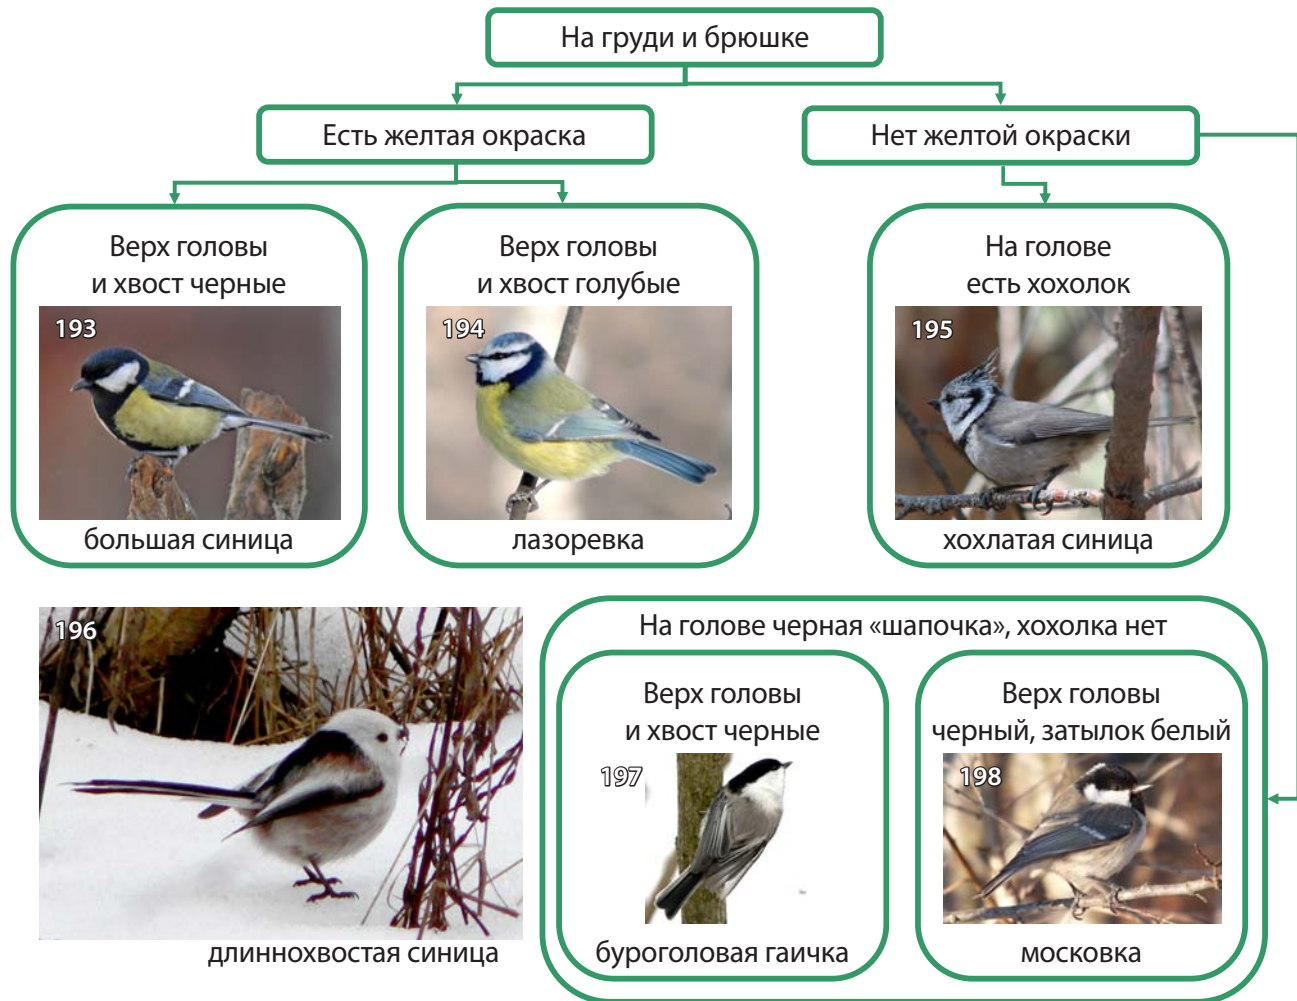 На груди и брюшке
Есть желтая окраска
Нет желтой окраски
Верх головы
и хвост черные
193
большая синица
Верх головы
и хвост голубые
194
лазоревка
На голове
есть хохолок
195
хохлатая синица
196
длиннохвостая синица
На голове черная «шапочка», хохолка нет
Верх головы
и хвост черные
197
буроголовая гаичка
Верх головы
черный, затылок белый
198
московка